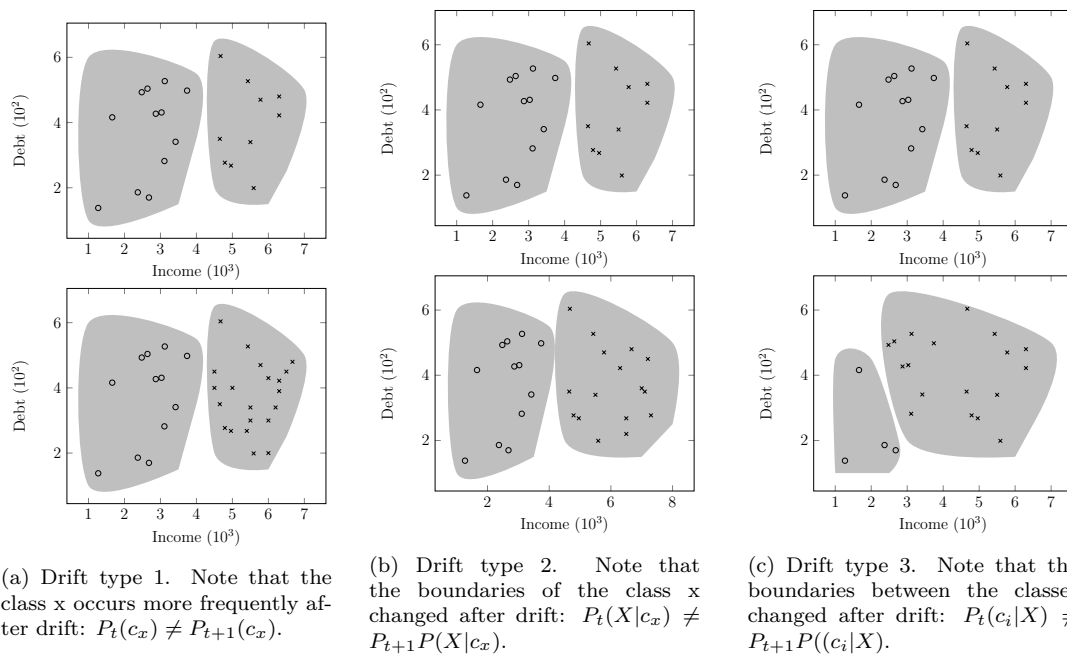 6
4
2
Debt (10²)
1 2 3 4 5 6 7
Income (10³)
6
4
2
Debt (10²)
1 2 3 4 5 6 7
Income (10³)
(a) Drift type 1. Note that the
class x occurs more frequently af-
ter drift: P_t(c_x) ≠ P_{t+1}(c_x).
6
4
2
Debt (10²)
1 2 3 4 5 6 7
Income (10³)
6
4
2
Debt (10²)
2 4 6 8
Income (10³)
(b) Drift type 2. Note that
the boundaries of the class x
changed after drift: P_t(X|c_x) ≠
P_{t+1}P(X|c_x).
6
4
2
Debt (10²)
1 2 3 4 5 6 7
Income (10³)
6
4
2
Debt (10²)
1 2 3 4 5 6 7
Income (10³)
(c) Drift type 3. Note that th
boundaries between the classe
changed after drift: P_t(c_i|X) ≠
P_{t+1}P((c_i|X).